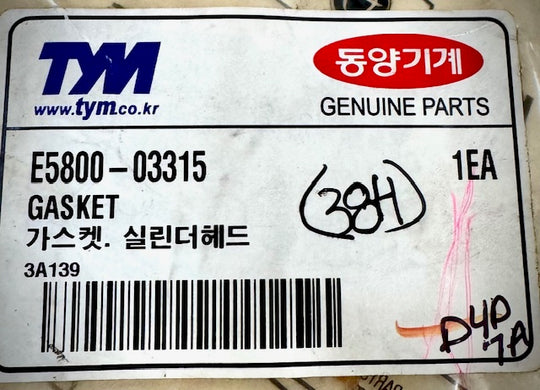 TYM
www.tym.co.kr
동양기계
GENUINE PARTS
E5800-03315
1EA
GASKET
(384)
가스켓. 실린더헤드
3A139
D4D
7A